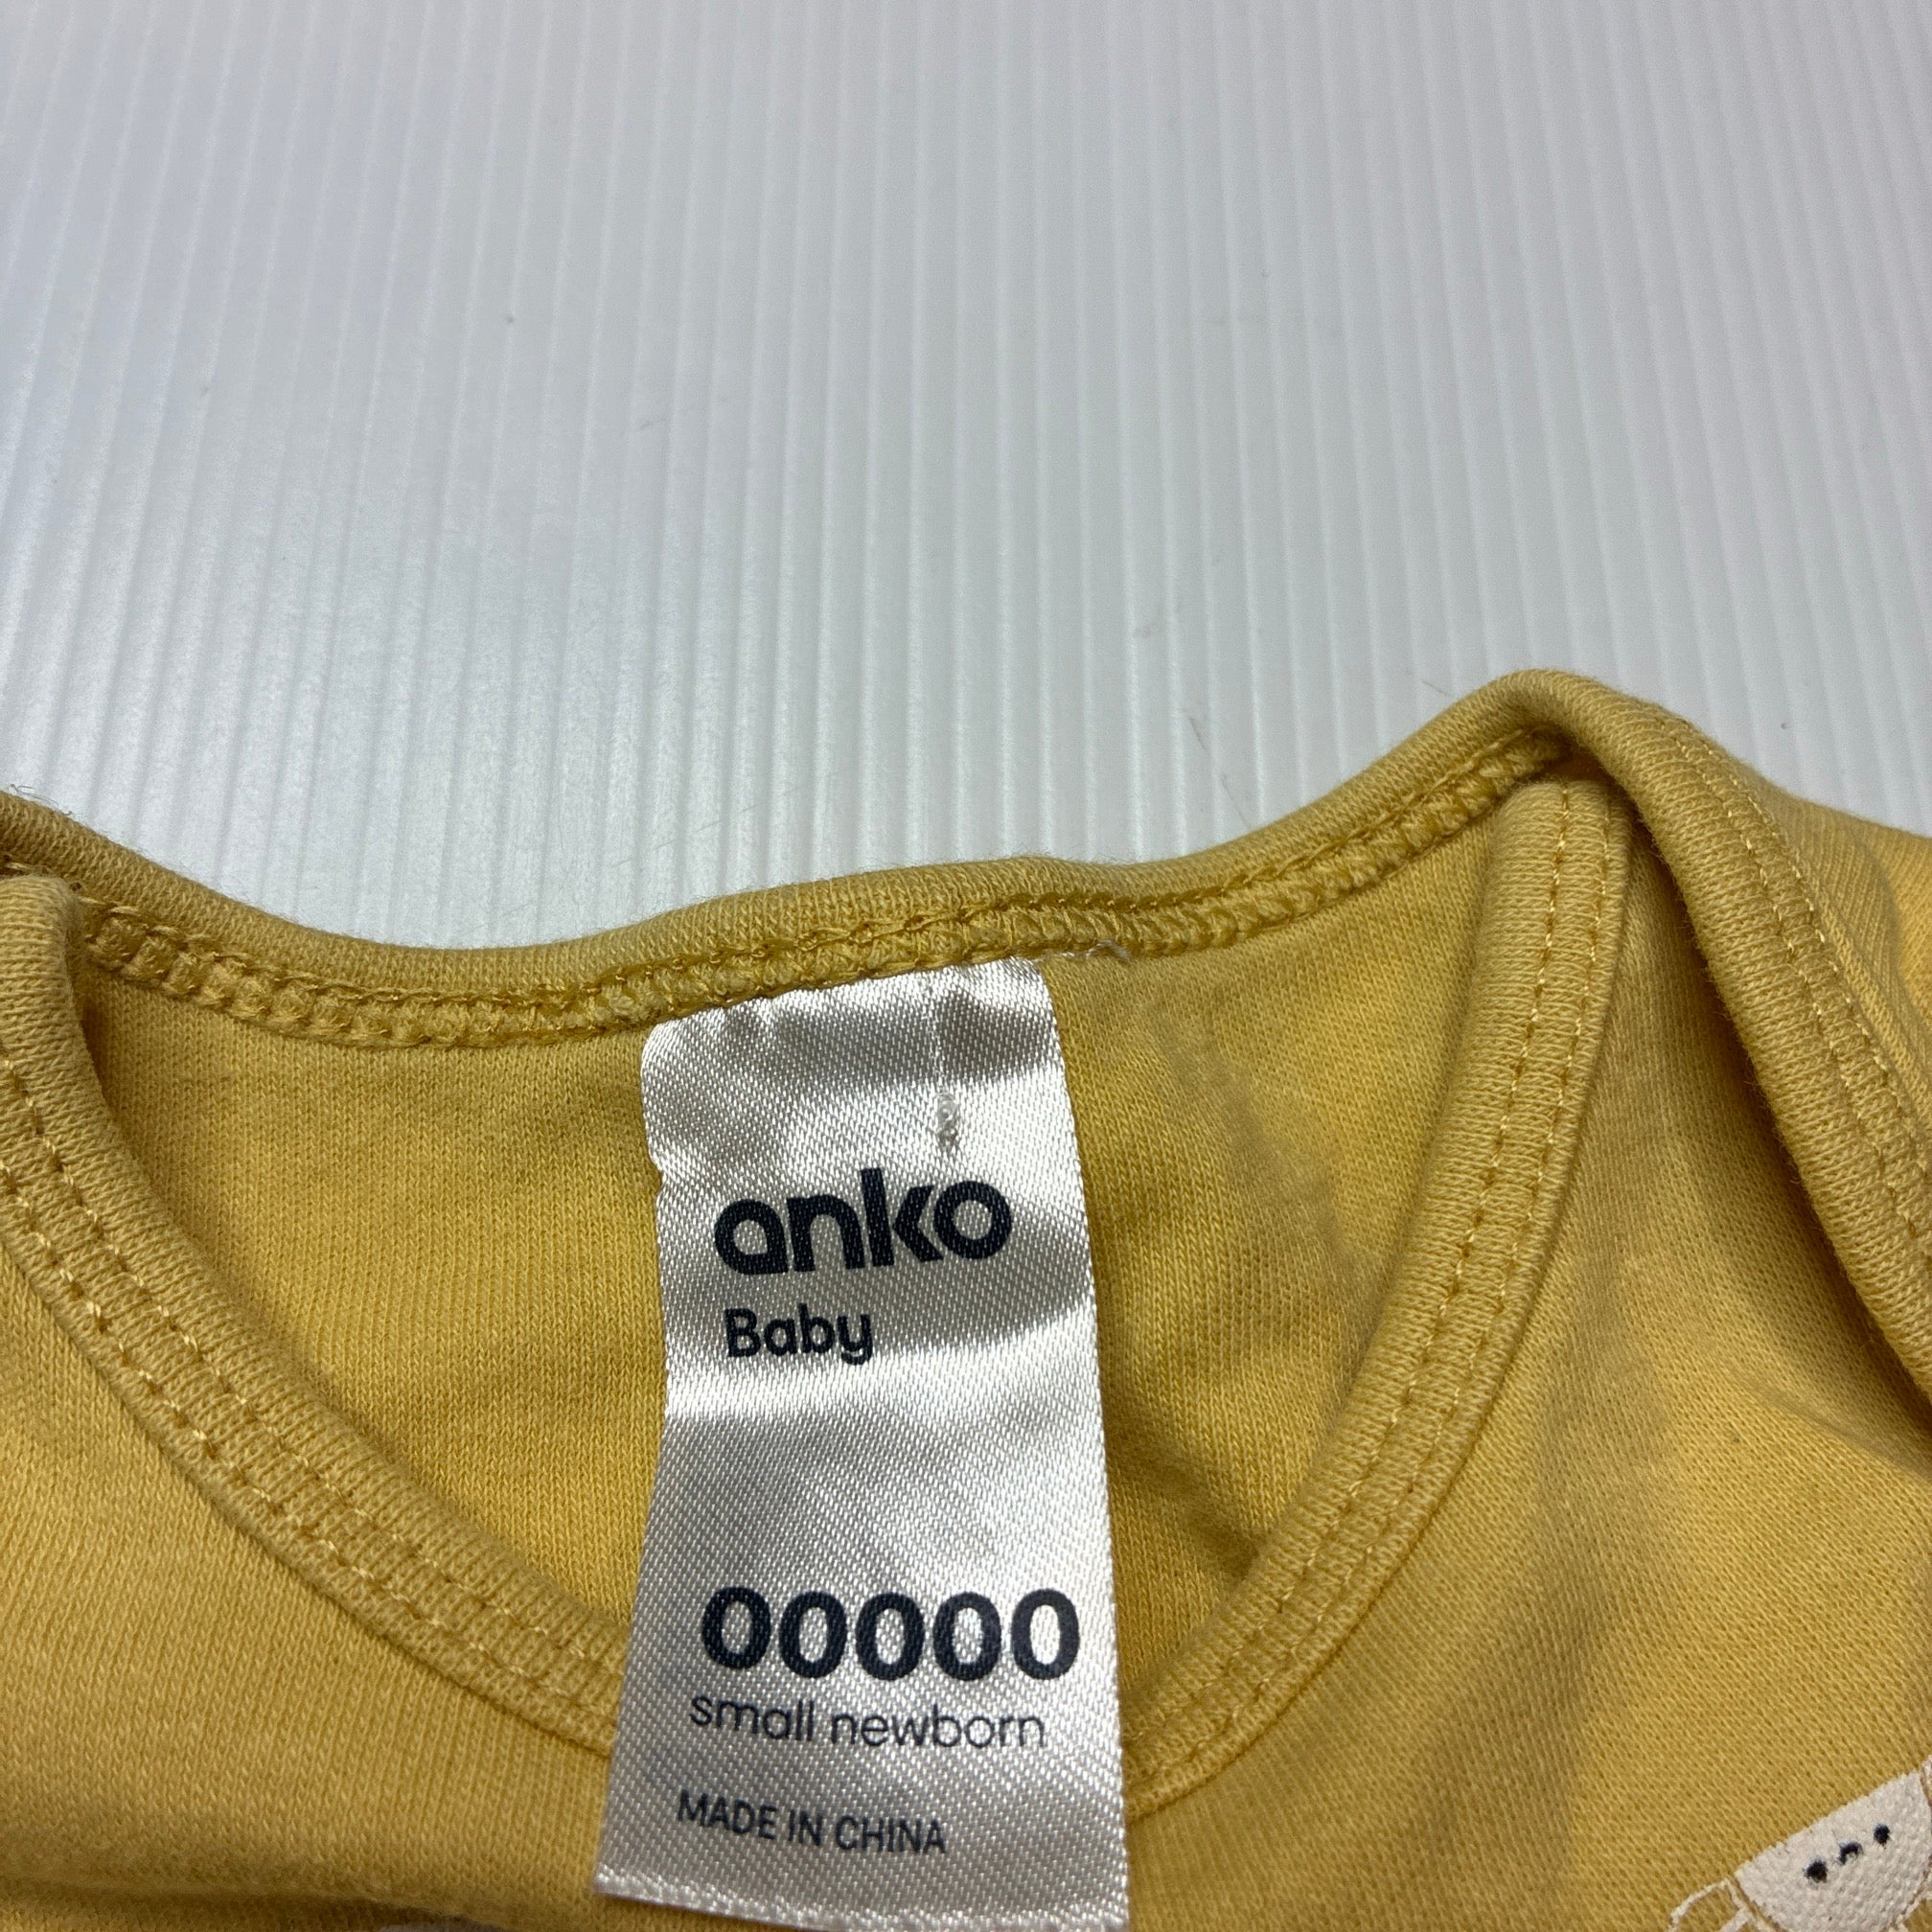 anko
Baby
00000
small newborn
MADE IN CHINA